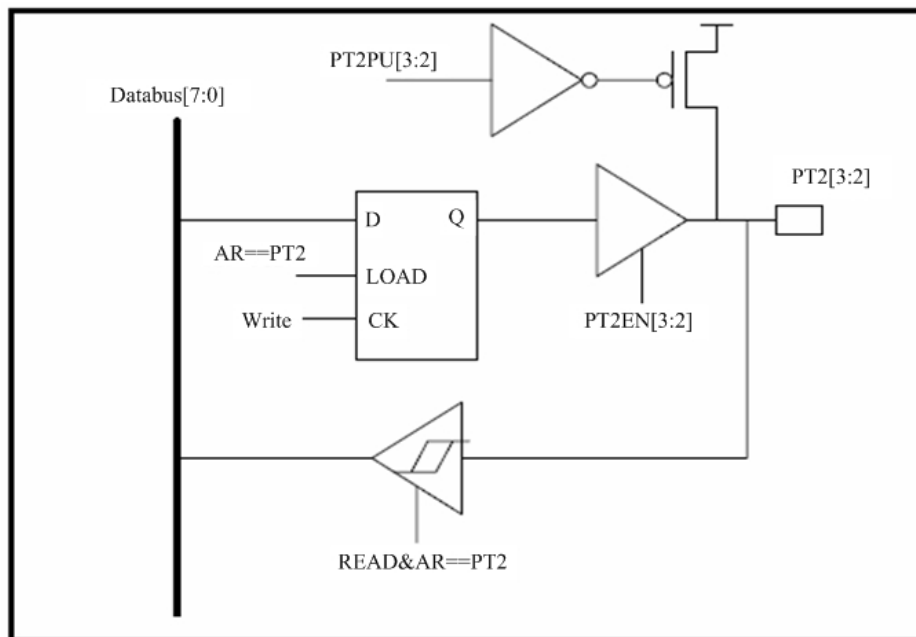 PT2PU[3:2]
Databus[7:0]
PT2[3:2]
D
Q
AR==PT2
LOAD
Write
CK
PT2EN[3:2]
READ&AR==PT2